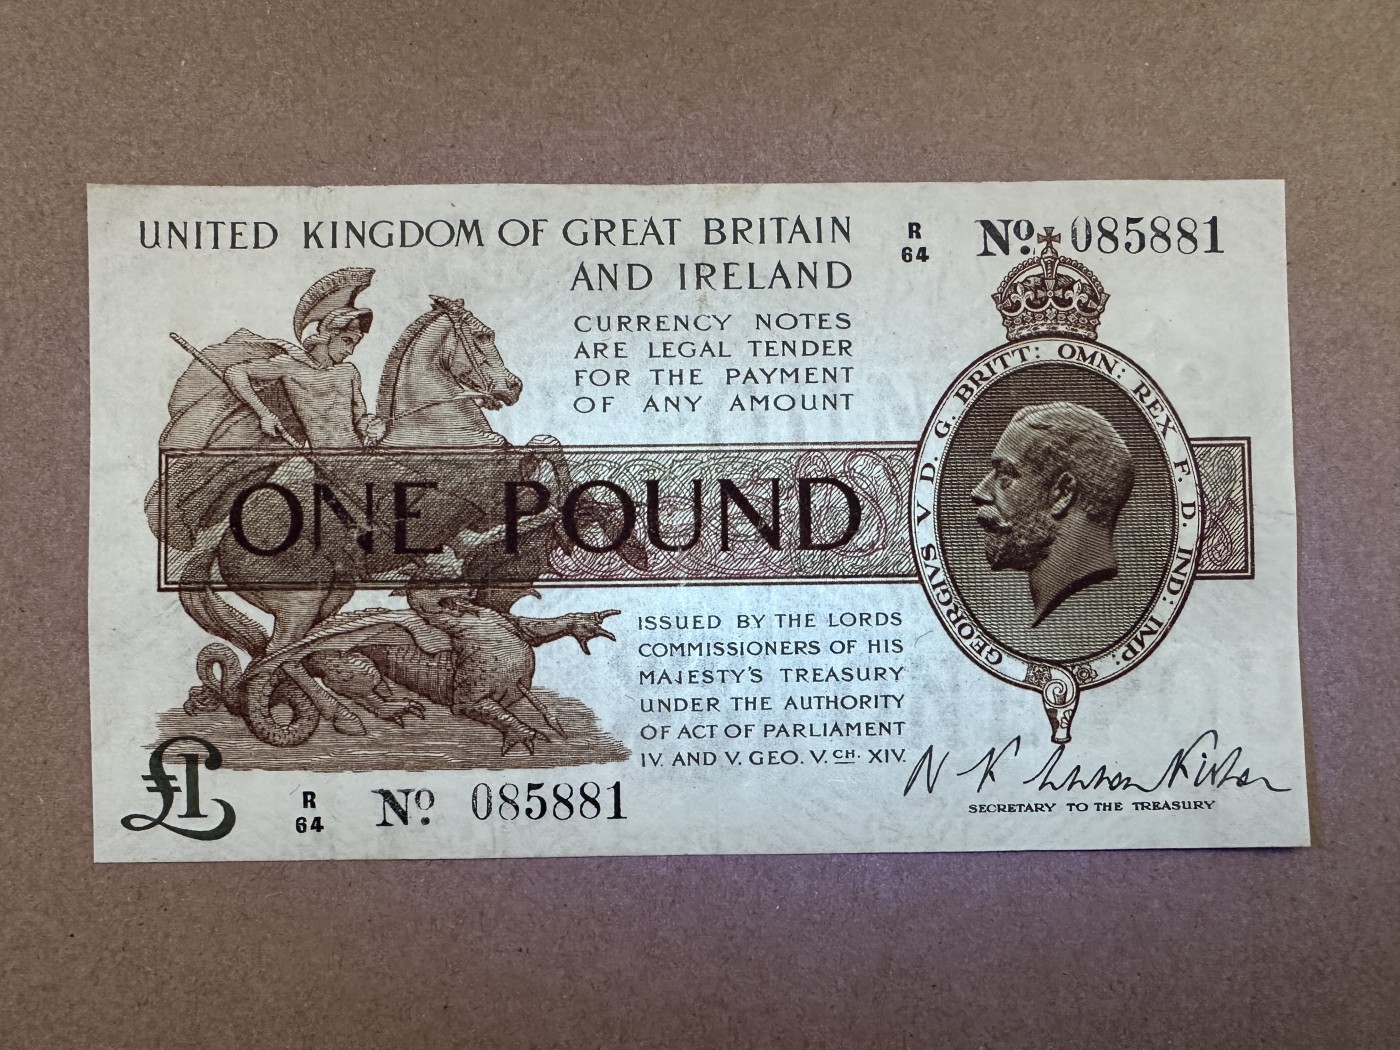 UNITED KINGDOM OF GREAT BRITAIN
AND IRELAND
R
64
Nº. 085881
CURRENCY NOTES
ARE LEGAL TENDER
FOR THE PAYMENT
OF ANY AMOUNT
GEORGIVS V D. G. BRITT: OMN: REX F. D. IND: IMP:
ONE POUND
ISSUED BY THE LORDS
COMMISSIONERS OF HIS
MAJESTY'S TREASURY
UNDER THE AUTHORITY
OF ACT OF PARLIAMENT
IV. AND V. GEO. V. CH. XIV.
£1
R
64
Nº. 085881
N K Warren Fisher
SECRETARY TO THE TREASURY